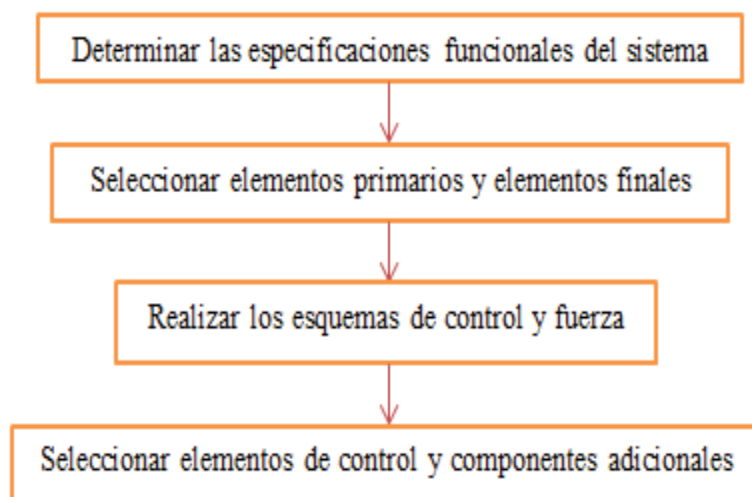 Determinar las especificaciones funcionales del sistema
Seleccionar elementos primarios y elementos finales
Realizar los esquemas de control y fuerza
Seleccionar elementos de control y componentes adicionales